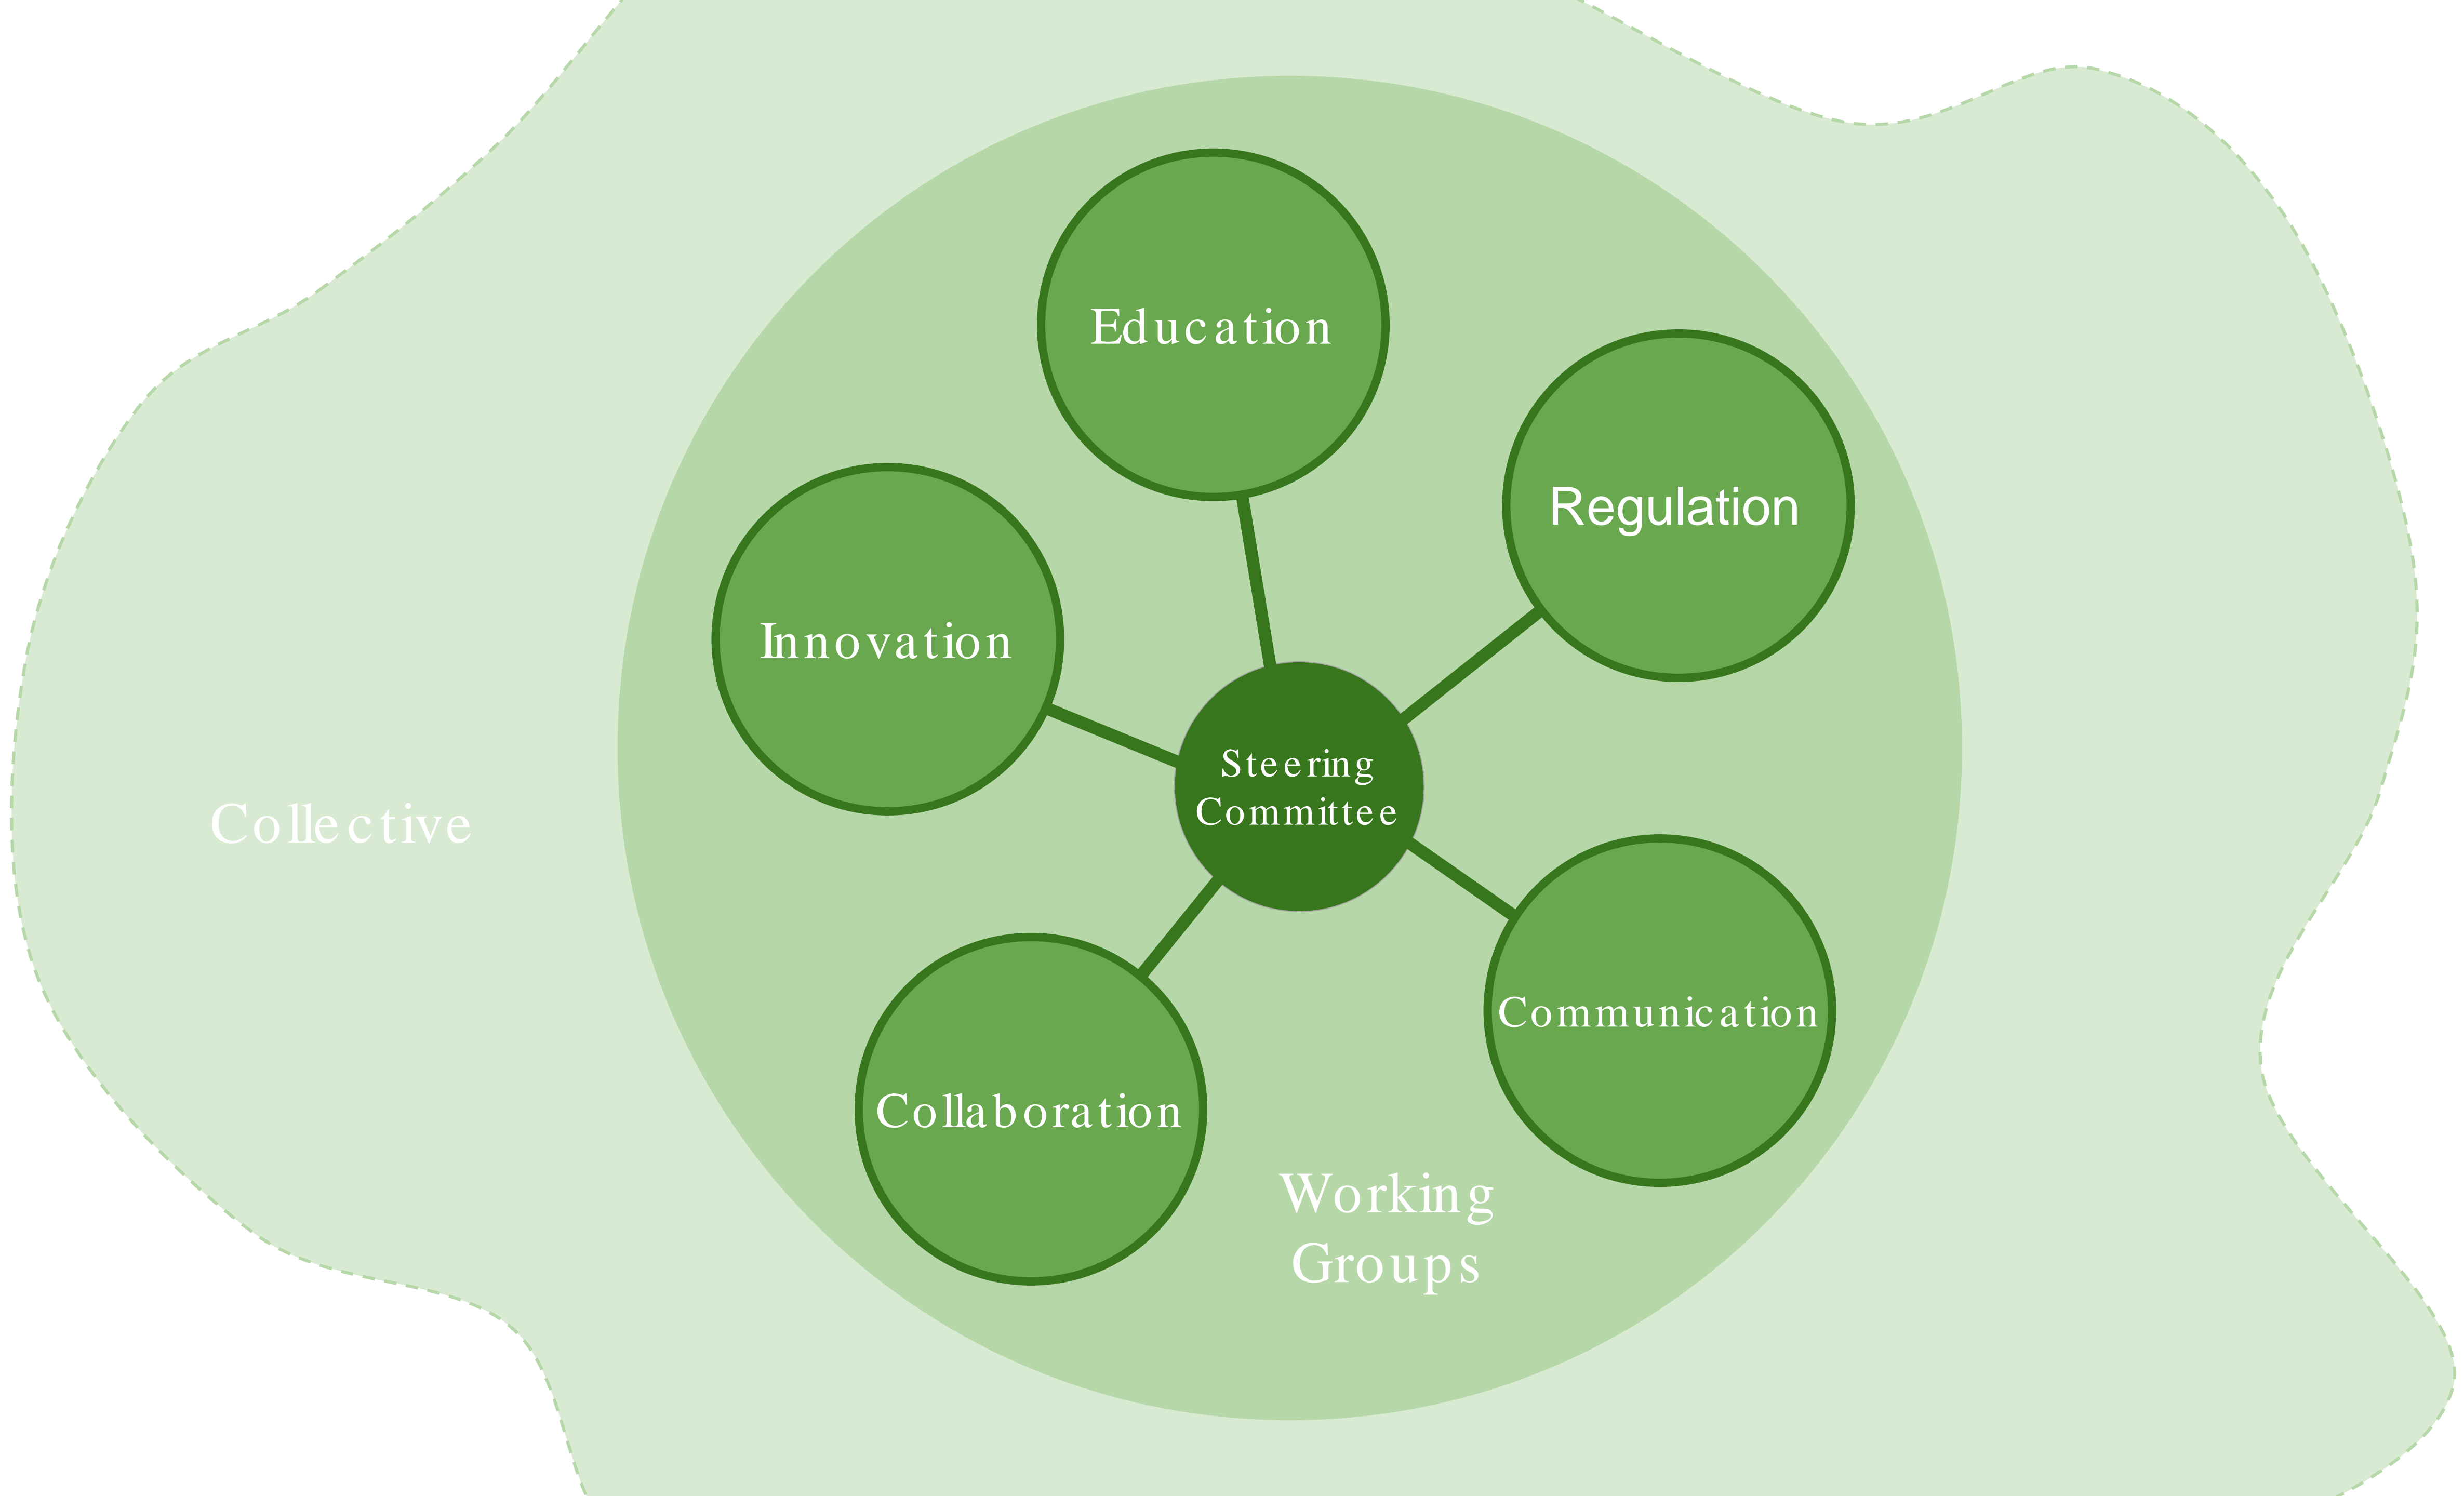 Education
Regulation
Innovation
Steering
Committee
Collective
Communication
Collaboration
Working
Groups